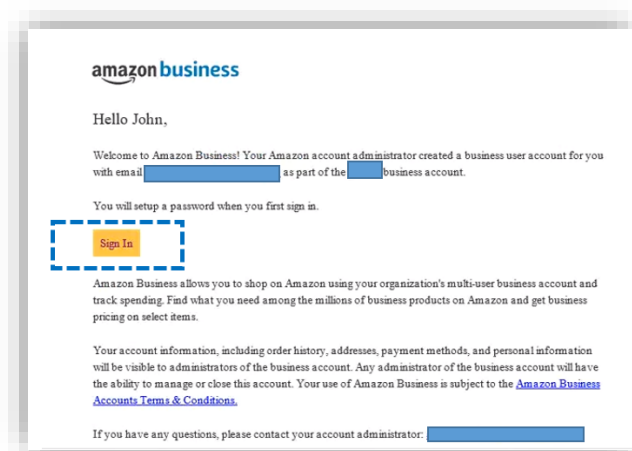 amazon business
Hello John,
Welcome to Amazon Business! Your Amazon account administrator created a business user account for you
with email as part of the business account.
You will setup a password when you first sign in.
Sign In
Amazon Business allows you to shop on Amazon using your organization's multi-user business account and
track spending. Find what you need among the millions of business products on Amazon and get business
pricing on select items.
Your account information, including order history, addresses, payment methods, and personal information
will be visible to administrators of the business account. Any administrator of the business account will have
the ability to manage or close this account. Your use of Amazon Business is subject to the Amazon Business
Accounts Terms & Conditions.
If you have any questions, please contact your account administrator: